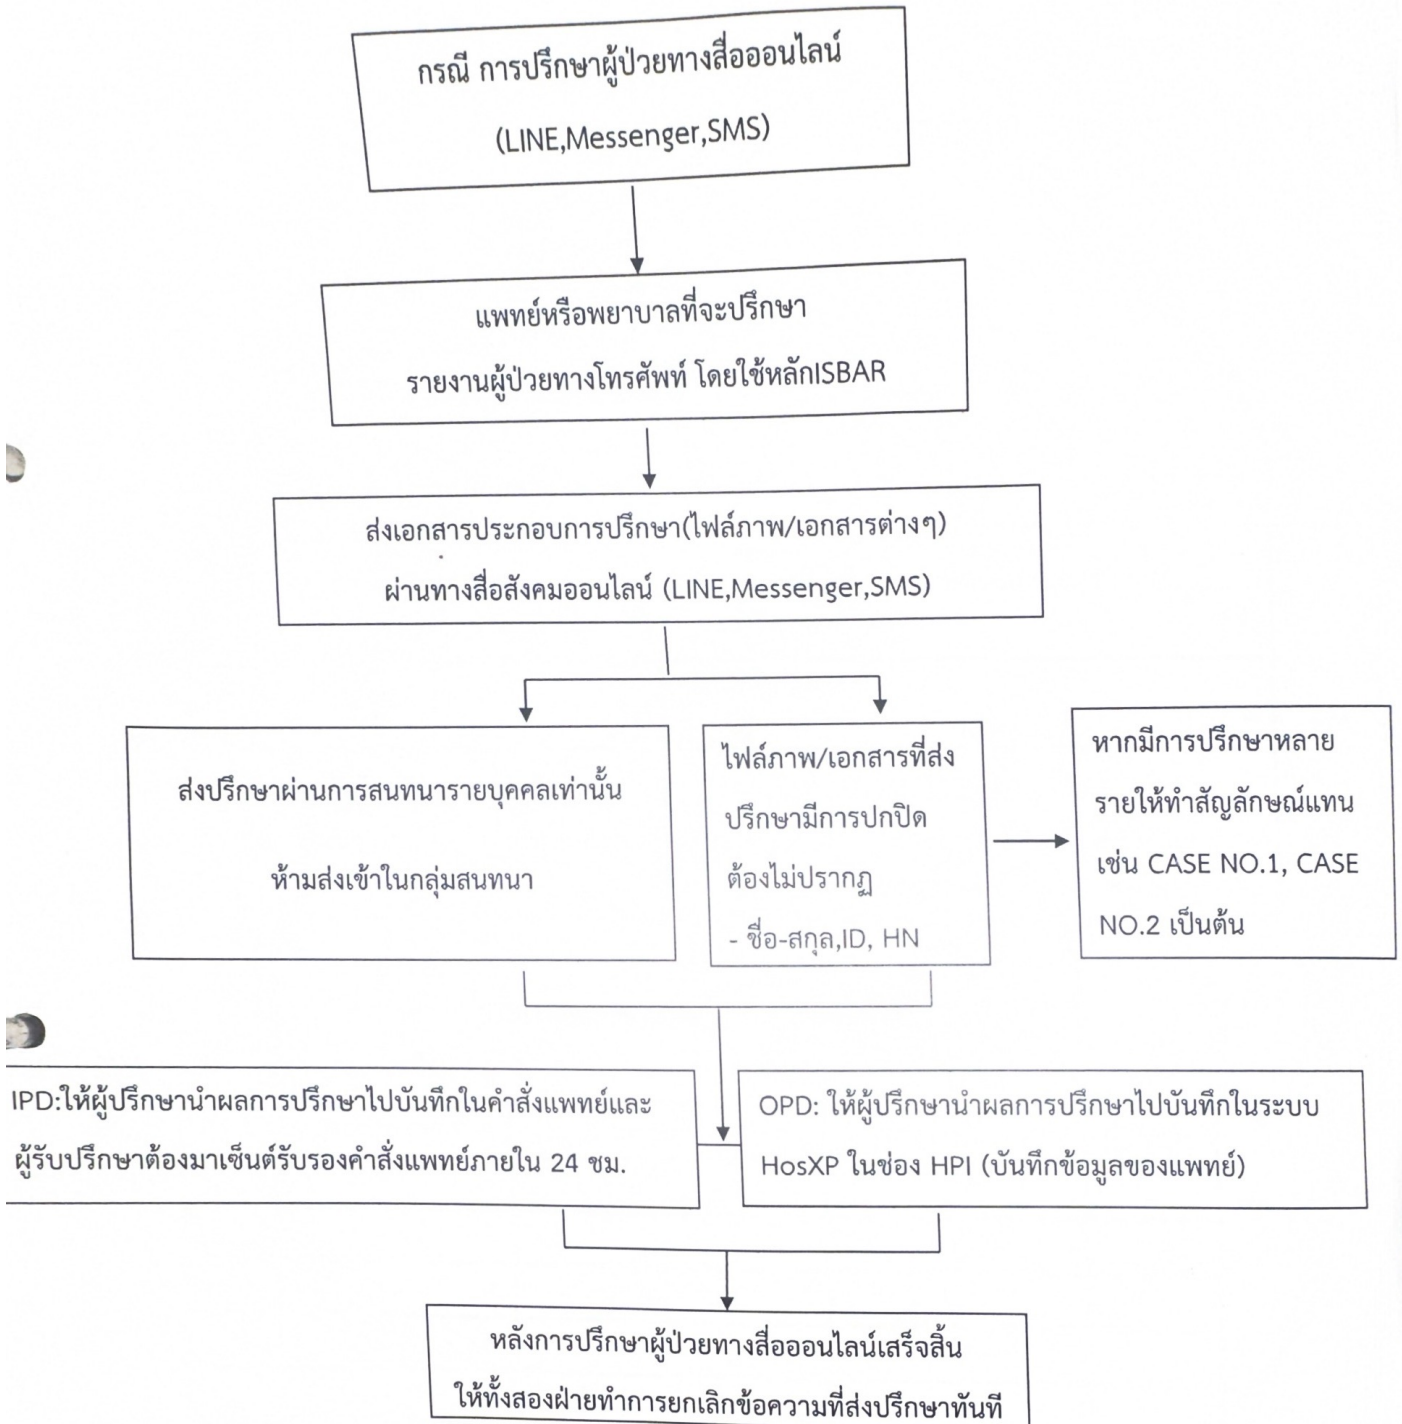 กรณี การปรึกษาผู้ป่วยทางสื่อออนไลน์
(LINE,Messenger,SMS)
แพทย์หรือพยาบาลที่จะปรึกษา
รายงานผู้ป่วยทางโทรศัพท์ โดยใช้หลักISBAR
ส่งเอกสารประกอบการปรึกษา(ไฟล์ภาพ/เอกสารต่างๆ)
ผ่านทางสื่อสังคมออนไลน์ (LINE,Messenger,SMS)
ส่งปรึกษาผ่านการสนทนารายบุคคลเท่านั้น
ห้ามส่งเข้าในกลุ่มสนทนา
ไฟล์ภาพ/เอกสารที่ส่ง
ปรึกษามีการปกปิด
ต้องไม่ปรากฏ
- ชื่อ-สกุล,ID, HN
หากมีการปรึกษาหลาย
รายให้ทำสัญลักษณ์แทน
เช่น CASE NO.1, CASE
NO.2 เป็นต้น
IPD:ให้ผู้ปรึกษานำผลการปรึกษาไปบันทึกในคำสั่งแพทย์และ
ผู้รับปรึกษาต้องมาเซ็นต์รับรองคำสั่งแพทย์ภายใน 24 ชม.
OPD: ให้ผู้ปรึกษานำผลการปรึกษาไปบันทึกในระบบ
HosXP ในช่อง HPI (บันทึกข้อมูลของแพทย์)
หลังการปรึกษาผู้ป่วยทางสื่อออนไลน์เสร็จสิ้น
ให้ทั้งสองฝ่ายทำการยกเลิกข้อความที่ส่งปรึกษาทันที